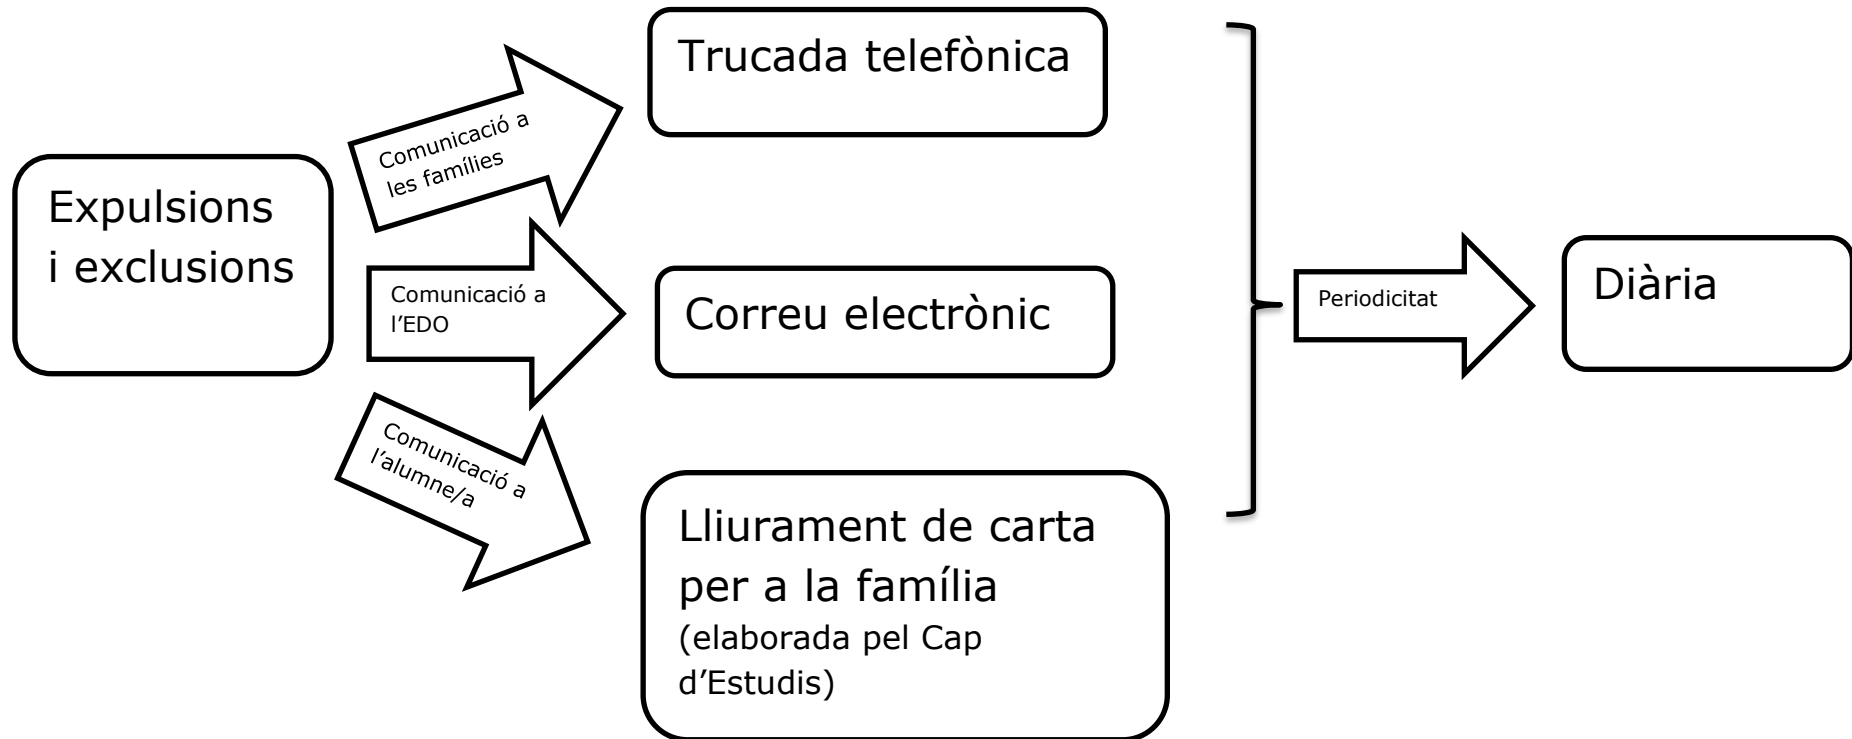 Expulsions
i exclusions
Comunicació a
les famílies
Trucada telefònica
Comunicació a
l’EDO
Correu electrònic
Comunicació a
l’alumne/a
Lliurament de carta
per a la família
(elaborada pel Cap
d’Estudis)
Periodicitat
Diària